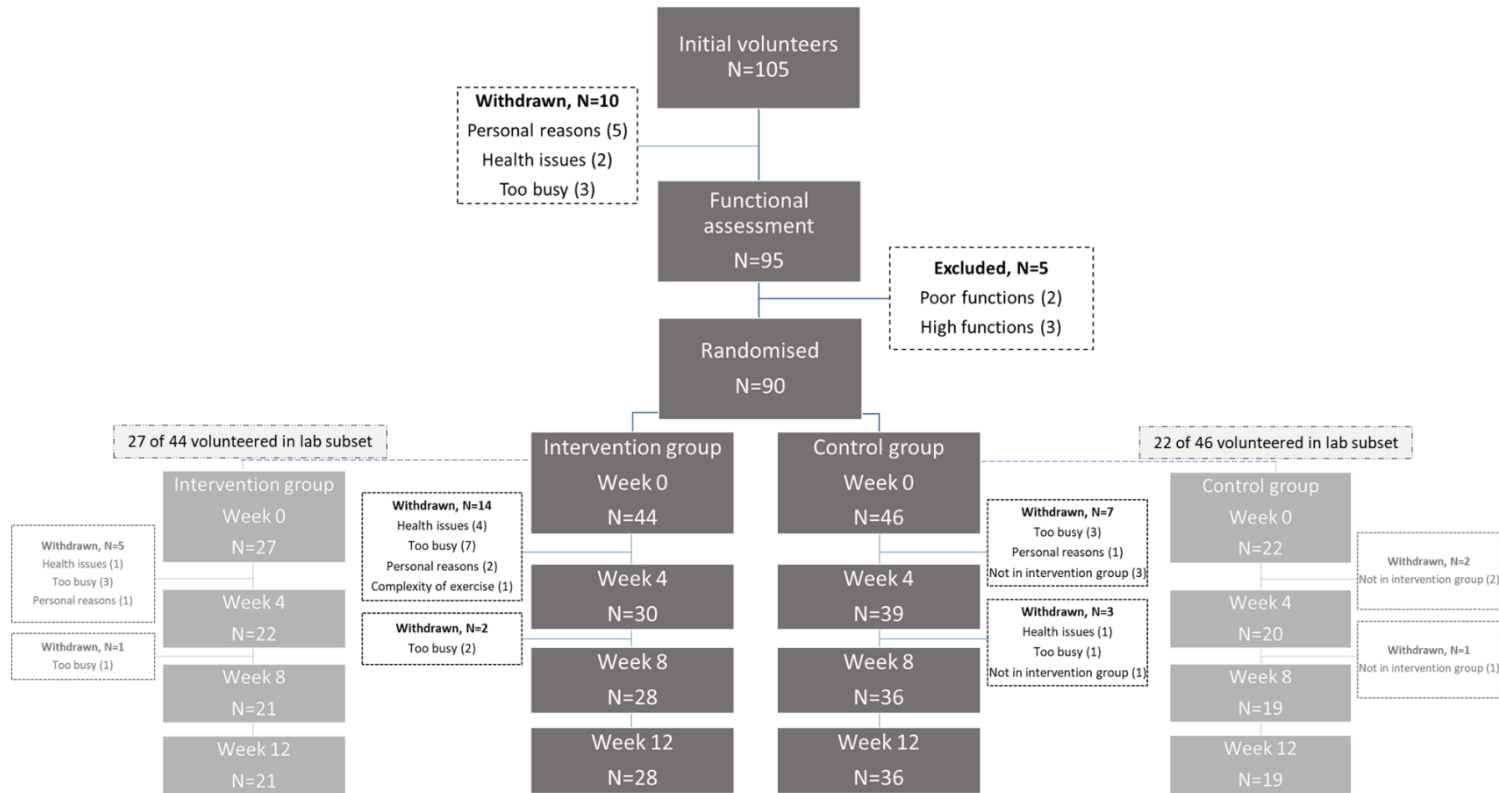 Initial volunteers
N=105
Withdrawn, N=10
Personal reasons (5)
Health issues (2)
Too busy (3)
Functional
assessment
N=95
Excluded, N=5
Poor functions (2)
High functions (3)
Randomised
N=90
27 of 44 volunteered in lab subset
22 of 46 volunteered in lab subset
Intervention group
Week 0
N=27
Withdrawn, N=5
Health issues (1)
Too busy (3)
Personal reasons (1)
Week 4
N=22
Withdrawn, N=1
Too busy (1)
Week 8
N=21
Week 12
N=21
Intervention group
Week 0
N=44
Withdrawn, N=14
Health issues (4)
Too busy (7)
Personal reasons (2)
Complexity of exercise (1)
Week 4
N=30
Withdrawn, N=2
Too busy (2)
Week 8
N=28
Week 12
N=28
Control group
Week 0
N=46
Withdrawn, N=7
Too busy (3)
Personal reasons (1)
Not in intervention group (3)
Week 4
N=39
Withdrawn, N=3
Health issues (1)
Too busy (1)
Not in intervention group (1)
Week 8
N=36
Week 12
N=36
Control group
Week 0
N=22
Withdrawn, N=2
Not in intervention group (2)
Week 4
N=20
Withdrawn, N=1
Not in intervention group (1)
Week 8
N=19
Week 12
N=19